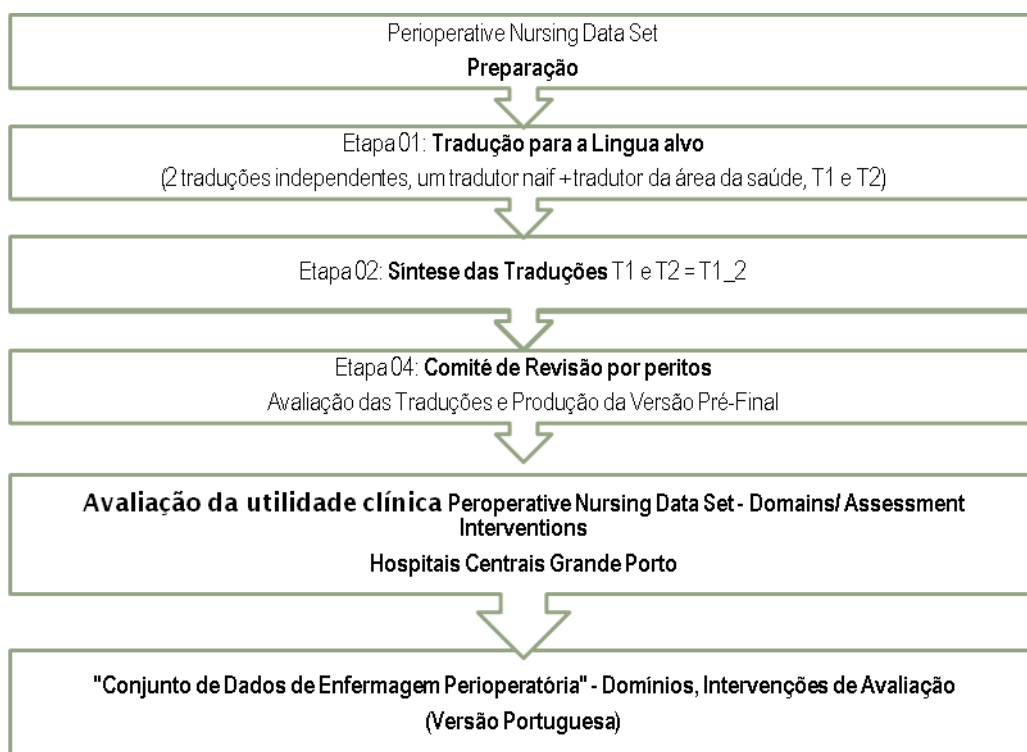 Perioperative Nursing Data Set
Preparação
Etapa 01: Tradução para a Lingua alvo
(2 traduções independentes, um tradutor naif +tradutor da área da saúde, T1 e T2)
Etapa 02: Síntese das Traduções T1 e T2 = T1_2
Etapa 04: Comité de Revisão por peritos
Avaliação das Traduções e Produção da Versão Pré-Final
Avaliação da utilidade clínica Peroperative Nursing Data Set - Domains/ Assessment
Interventions
Hospitais Centrais Grande Porto
"Conjunto de Dados de Enfermagem Perioperatória" - Domínios, Intervenções de Avaliação
(Versão Portuguesa)